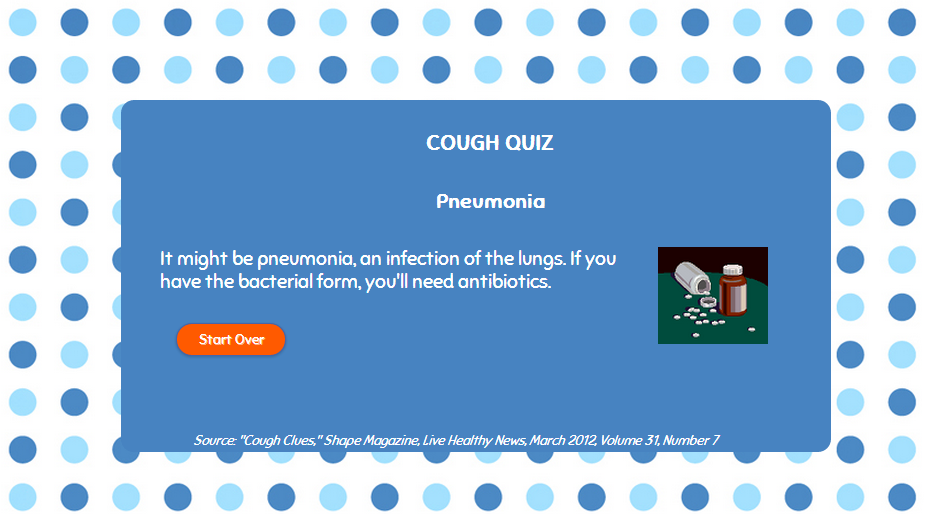 COUGH QUIZ
Pneumonia
It might be pneumonia, an infection of the lungs. If you
have the bacterial form, you'll need antibiotics.
Start Over
Source: "Cough Clues," Shape Magazine, Live Healthy News, March 2012, Volume 31, Number 7